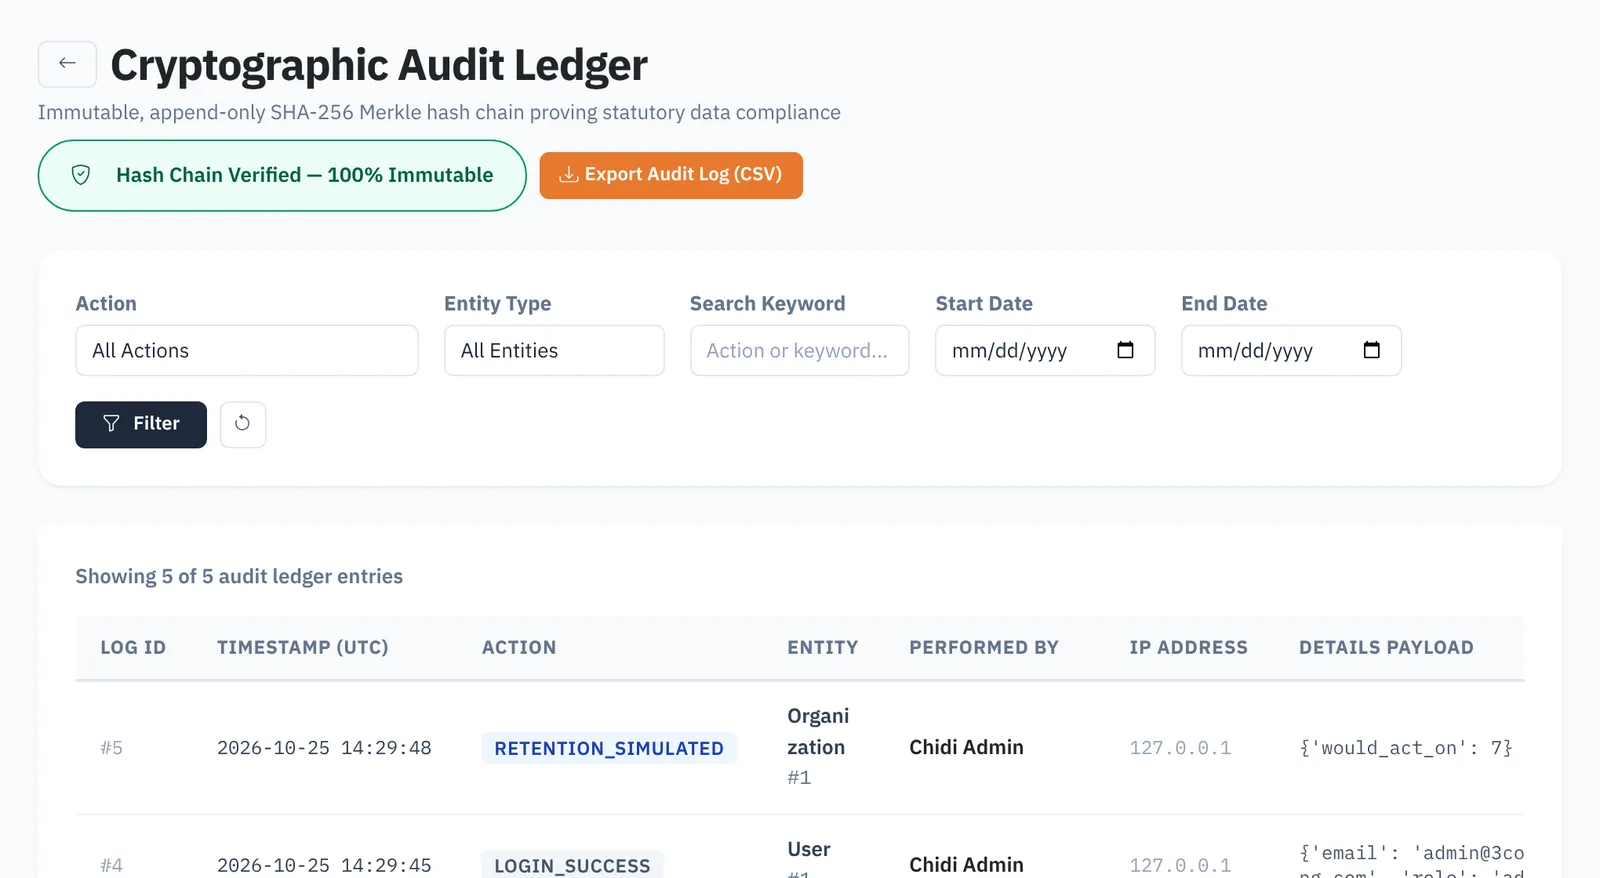 Cryptographic Audit Ledger
Immutable, append-only SHA-256 Merkle hash chain proving statutory data compliance
Hash Chain Verified — 100% Immutable
Export Audit Log (CSV)
Action
Entity Type
Search Keyword
Start Date
End Date
All Actions
All Entities
Action or keyword...
mm/dd/yyyy
mm/dd/yyyy
Filter
Showing 5 of 5 audit ledger entries
LOG ID TIMESTAMP (UTC) ACTION ENTITY PERFORMED BY IP ADDRESS DETAILS PAYLOAD
#5 2026-10-25 14:29:48 RETENTION_SIMULATED
Organi
zation
#1
Chidi Admin 127.0.0.1 {'would_act_on': 7}
#4 2026-10-25 14:29:45 LOGIN_SUCCESS
User
#1
Chidi Admin 127.0.0.1
{'email': 'admin@3co
ng.com', 'role': 'ad